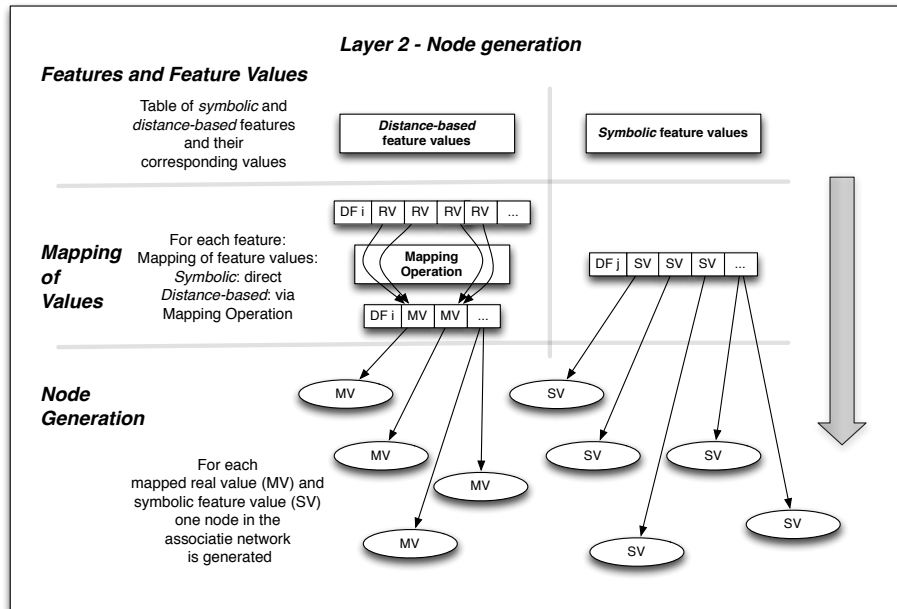 Layer 2 - Node generation
Features and Feature Values
Table of symbolic and
distance-based features
and their
corresponding values
Distance-based
feature values
Symbolic feature values
Mapping
of
Values
For each feature:
Mapping of feature values:
Symbolic: direct
Distance-based: via
Mapping Operation
DF i RV RV RV RV ...
Mapping
Operation
DF i MV MV ...
DF j SV SV SV ...
Node
Generation
For each
mapped real value (MV) and
symbolic feature value (SV)
one node in the
associatie network
is generated
MV
MV
MV
MV
SV
SV
SV
SV
SV